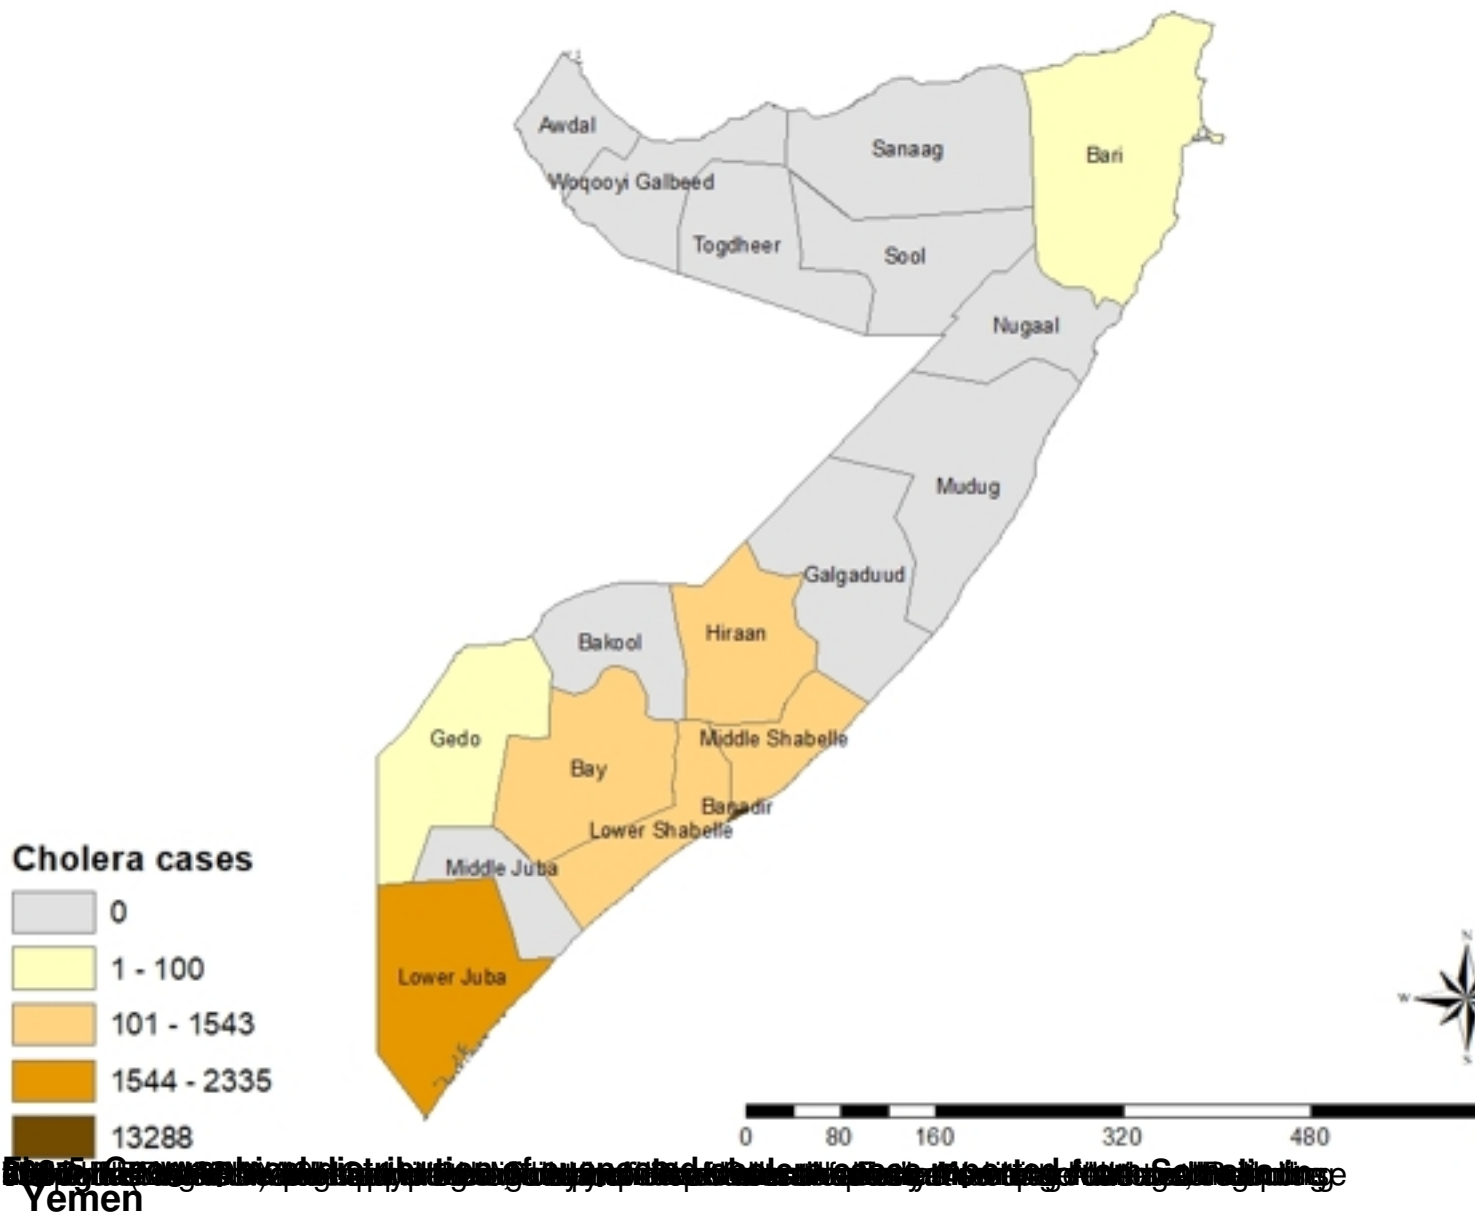 Awdal
Sanaag
Bari
Woqooyi Galbeed
Togdheer
Sool
Nugaal
Mudug
Galgaduud
Hiraan
Bakool
Gedo
Middle Shabelle
Bay
Banadir
Lower Shabelle
Middle Juba
Lower Juba
Cholera cases
0
1 - 100
101 - 1543
1544 - 2335
13288
N
W
S
0 80 160 320 480
Yemen